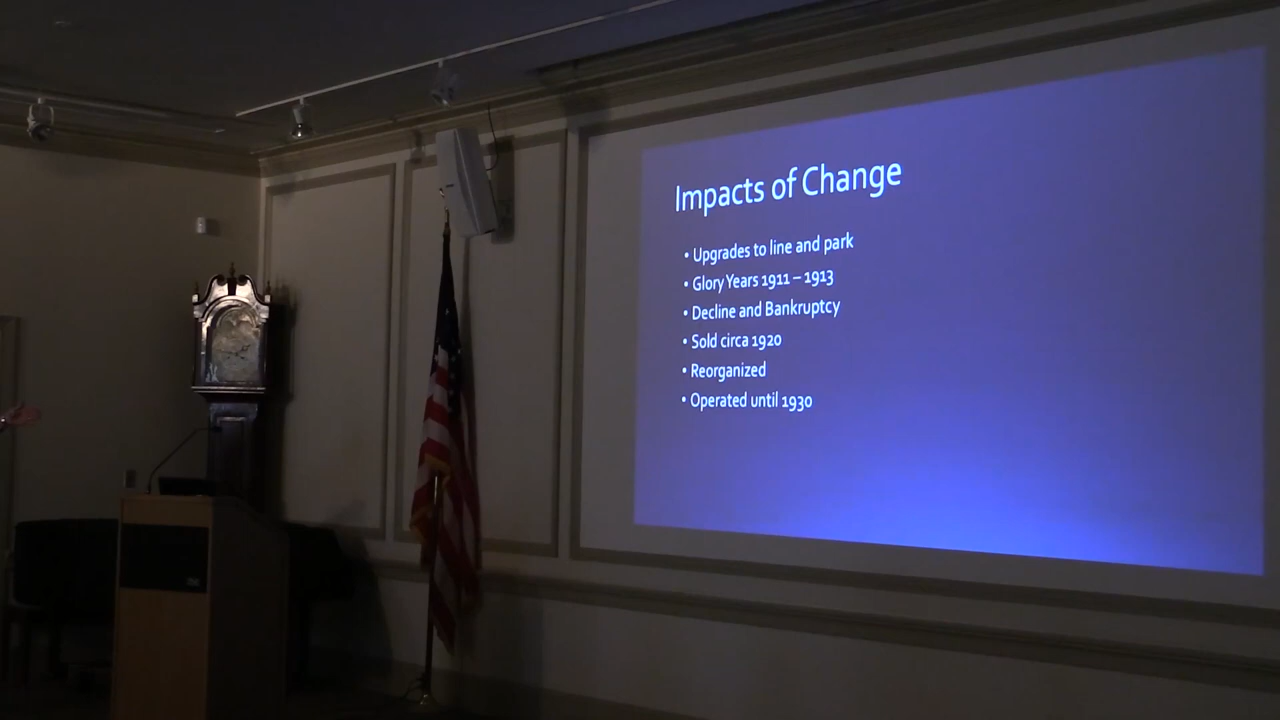 Impacts of Change
• Upgrades to line and park
• Glory Years 1911 – 1913
• Decline and Bankruptcy
• Sold circa 1920
• Reorganized
• Operated until 1930